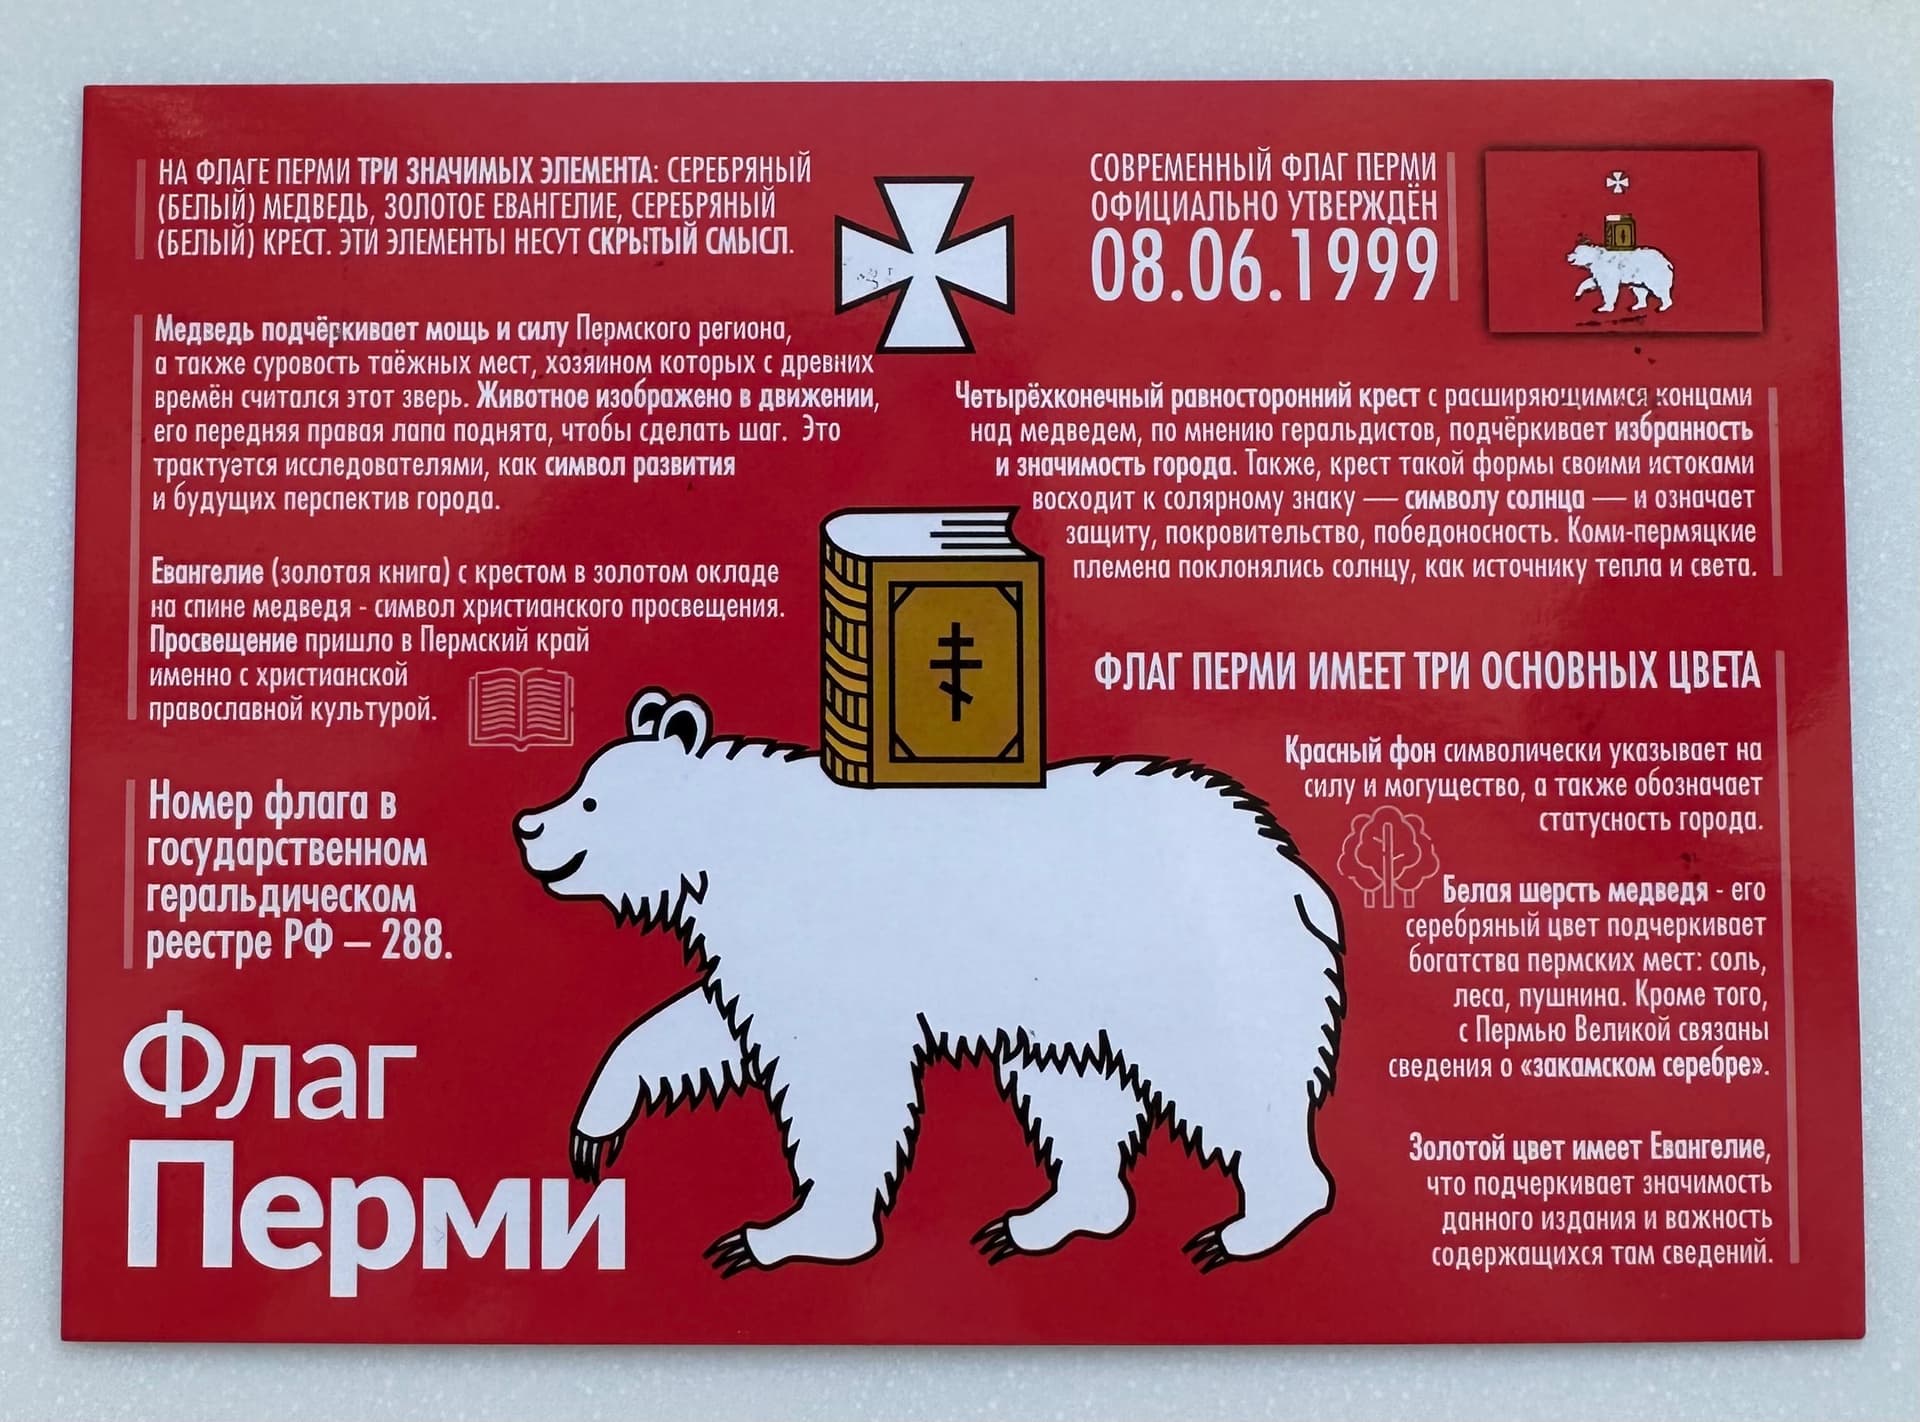 НА ФЛАГЕ ПЕРМИ ТРИ ЗНАЧИМЫХ ЭЛЕМЕНТА: СЕРЕБРЯНЫЙ
(БЕЛЫЙ) МЕДВЕДЬ, ЗОЛОТОЕ ЕВАНГЕЛИЕ, СЕРЕБРЯНЫЙ
(БЕЛЫЙ) КРЕСТ. ЭТИ ЭЛЕМЕНТЫ НЕСУТ СКРЫТЫЙ СМЫСЛ.
Медведь подчёркивает мощь и силу Пермского региона,
а также суровость таёжных мест, хозяином которых с древних
времён считался этот зверь. Животное изображено в движении,
его передняя правая лапа поднята, чтобы сделать шаг. Это
трактуется исследователями, как символ развития
и будущих перспектив города.
Евангелие (золотая книга) с крестом в золотом окладе
на спине медведя - символ христианского просвещения.
Просвещение пришло в Пермский край
именно с христианской
православной культурой.
Номер флага в
государственном
геральдическом
реестре РФ – 288.
Флаг
Перми
СОВРЕМЕННЫЙ ФЛАГ ПЕРМИ
ОФИЦИАЛЬНО УТВЕРЖДЁН
08.06.1999
Четырёхконечный равносторонний крест с расширяющимися концами
над медведем, по мнению геральдистов, подчёркивает избранность
и значимость города. Также, крест такой формы своими истоками
восходит к солярному знаку — символу солнца — и означает
защиту, покровительство, победоносность. Коми-пермяцкие
племена поклонялись солнцу, как источнику тепла и света.
ФЛАГ ПЕРМИ ИМЕЕТ ТРИ ОСНОВНЫХ ЦВЕТА
Красный фон символически указывает на
силу и могущество, а также обозначает
статусность города.
Белая шерсть медведя - его
серебряный цвет подчеркивает
богатства пермских мест: соль,
леса, пушнина. Кроме того,
с Пермью Великой связаны
сведения о «закамском серебре».
Золотой цвет имеет Евангелие,
что подчеркивает значимость
данного издания и важность
содержащихся там сведений.